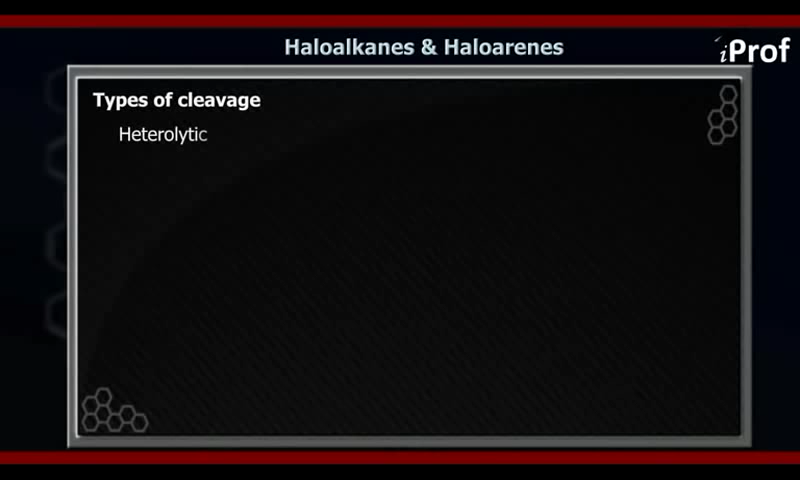 Haloalkanes & Haloarenes
iProf
Types of cleavage
Heterolytic